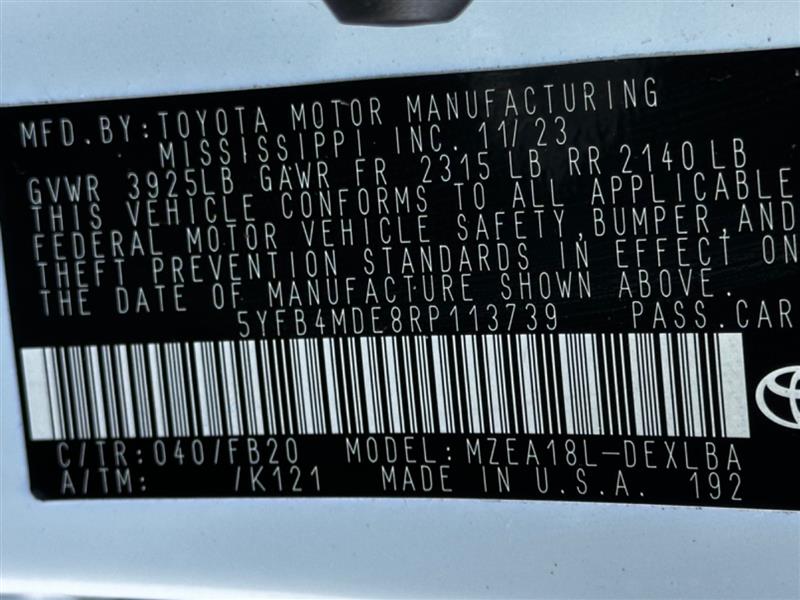 MFD.BY:TOYOTA MOTOR MANUFACTURING
MISSISSIPPI INC. 11/23
GVWR 3925LB GAWR FR 2315 LB RR 2140 LB
THIS VEHICLE CONFORMS TO ALL APPLICABLE
FEDERAL MOTOR VEHICLE SAFETY,BUMPER,AND
THEFT PREVENTION STANDARDS IN EFFECT ON
THE DATE OF MANUFACTURE SHOWN ABOVE.
5YFB4MDE8RP113739 PASS.CAR
C/TR:040/FB20 MODEL:MZEA18L-DEXLBA
A/TM: /K121 MADE IN U.S.A. 192